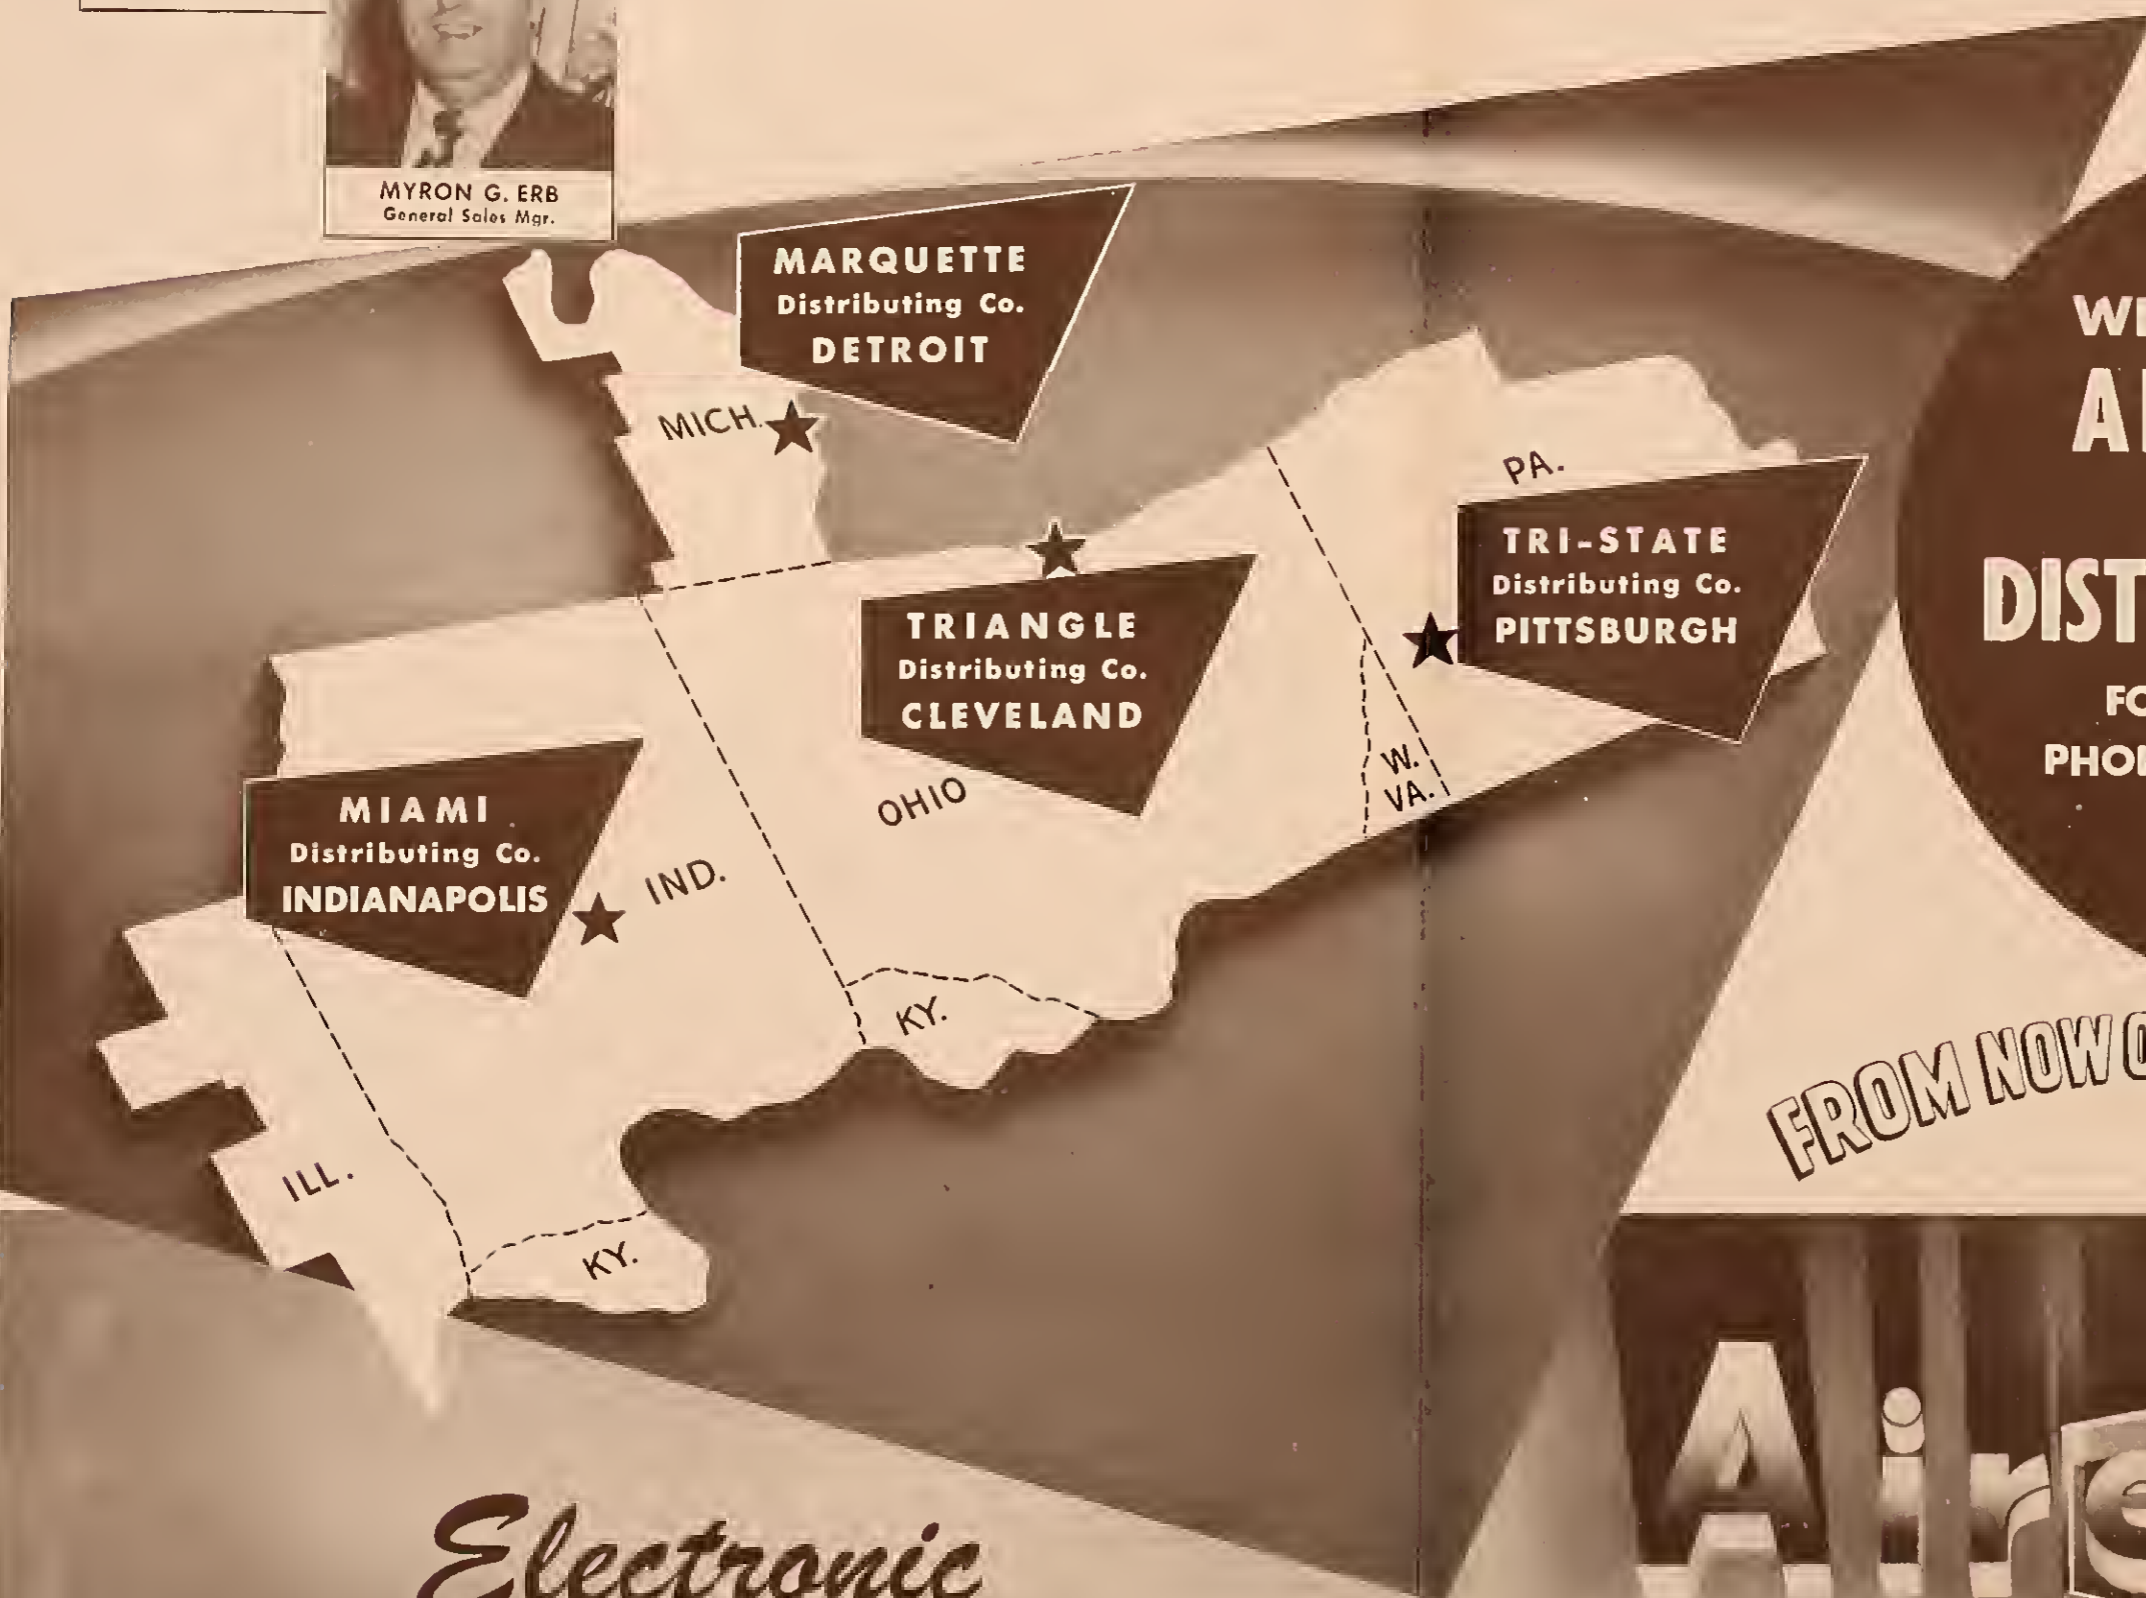 MYRON G. ERB
General Sales Mgr.
MARQUETTE
Distributing Co.
DETROIT
MICH.
PA.
TRI-STATE
Distributing Co.
PITTSBURGH
TRIANGLE
Distributing Co.
CLEVELAND
W.
VA.
OHIO
MIAMI
Distributing Co.
INDIANAPOLIS
IND.
KY.
ILL.
KY.
FROM NOW
Electronic